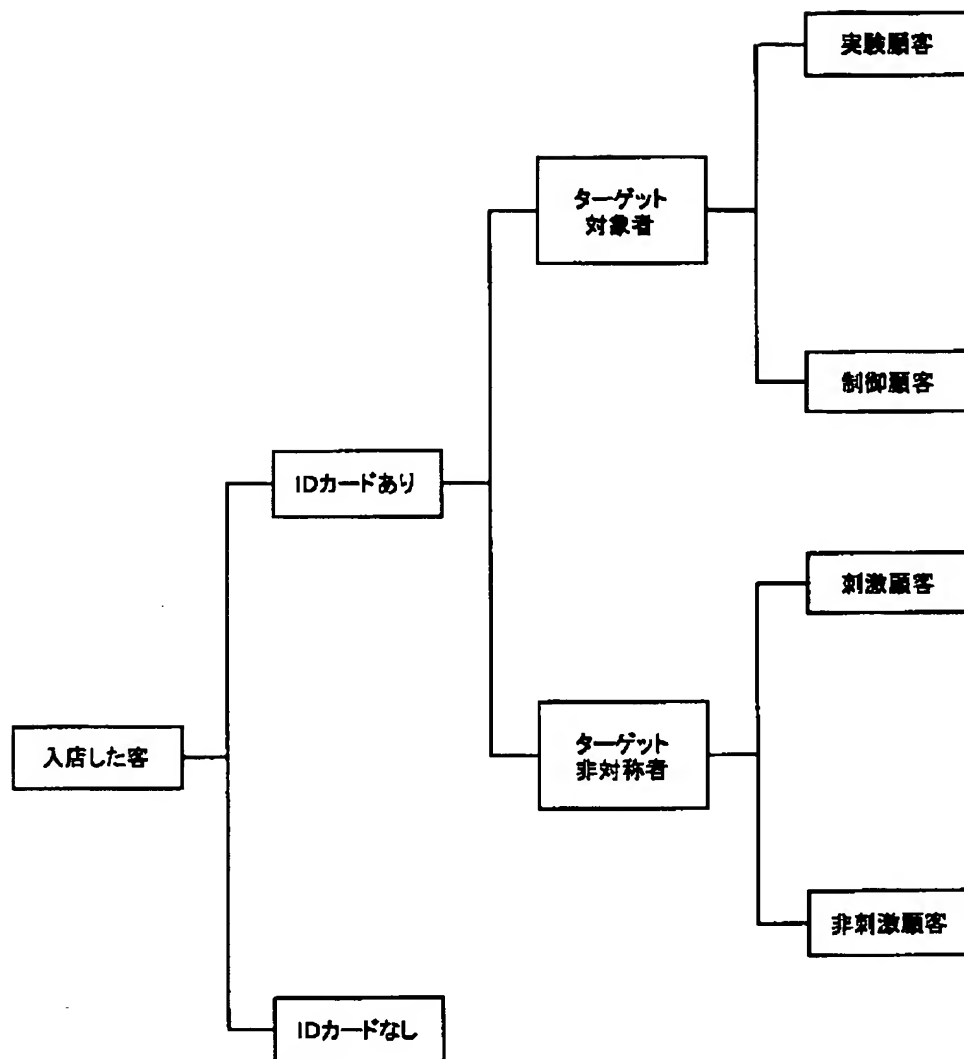 実験顧客
ターゲット
対象者
制御顧客
IDカードあり
刺激顧客
入店した客
ターゲット
非対称者
非刺激顧客
IDカードなし